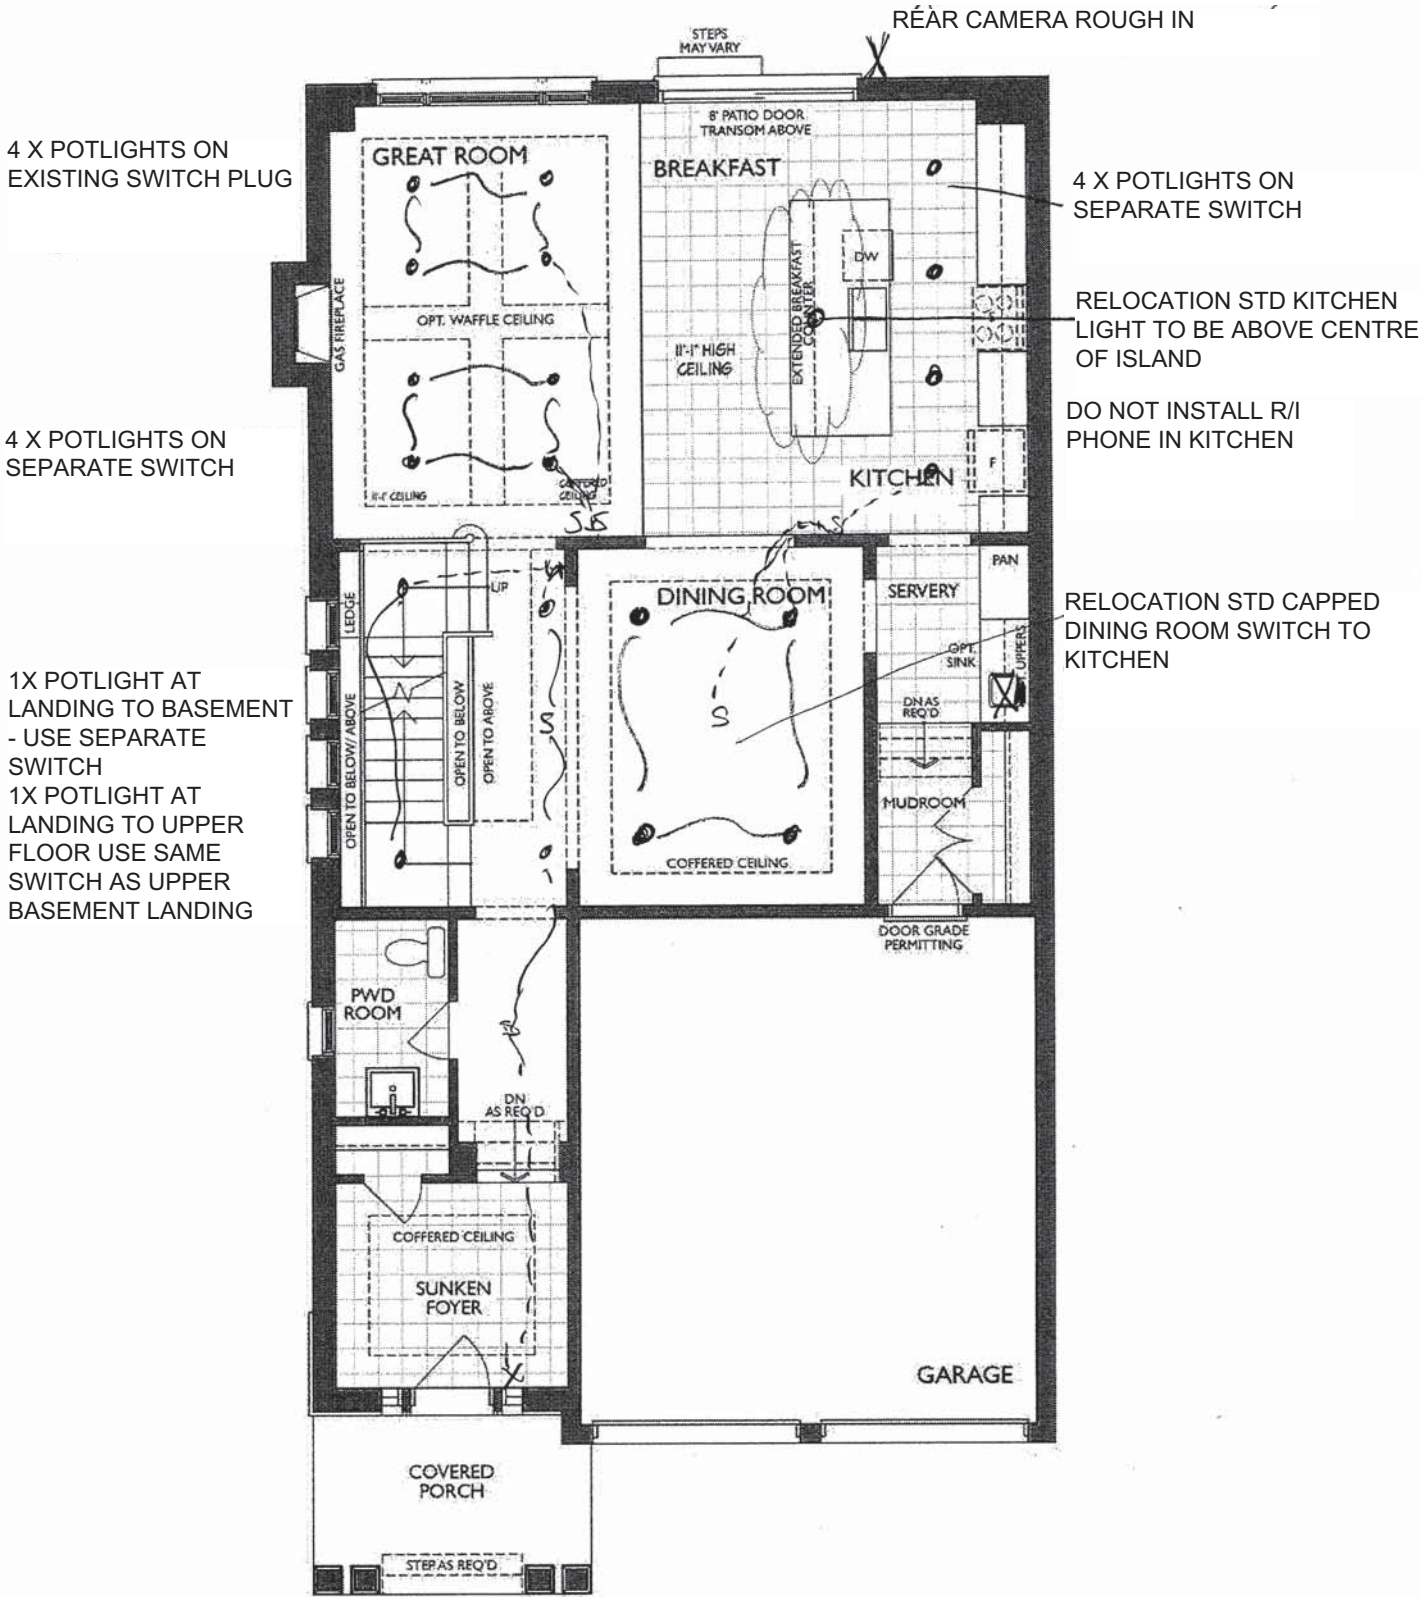 REAR CAMERA ROUGH IN
STEPS
MAY VARY
8' PATIO DOOR
TRANSOM ABOVE
4 X POTLIGHTS ON
EXISTING SWITCH PLUG
GREAT ROOM
BREAKFAST
4 X POTLIGHTS ON
SEPARATE SWITCH
DW
EXTENDED BREAKFAST
COUNTER
GAS FIREPLACE
OPT. WAFFLE CEILING
11'-1" HIGH
CEILING
RELOCATION STD KITCHEN
LIGHT TO BE ABOVE CENTRE
OF ISLAND
DO NOT INSTALL R/I
PHONE IN KITCHEN
4 X POTLIGHTS ON
SEPARATE SWITCH
11'-1" CEILING
COFFERED
CEILING
KITCHEN
F
S
S
UP
LEDGE
DINING ROOM
SERVERY
PAN
OPT.
SINK
UPPERS
RELOCATION STD CAPPED
DINING ROOM SWITCH TO
KITCHEN
1X POTLIGHT AT
LANDING TO BASEMENT
- USE SEPARATE
SWITCH
1X POTLIGHT AT
LANDING TO UPPER
FLOOR USE SAME
SWITCH AS UPPER
BASEMENT LANDING
OPEN TO BELOW/ ABOVE
OPEN TO BELOW
OPEN TO ABOVE
S
S
DN AS
REQ'D
MUDROOM
COFFERED CEILING
DOOR GRADE
PERMITTING
PWD
ROOM
DN
AS REQ'D
COFFERED CEILING
SUNKEN
FOYER
GARAGE
COVERED
PORCH
STEP AS REQ'D